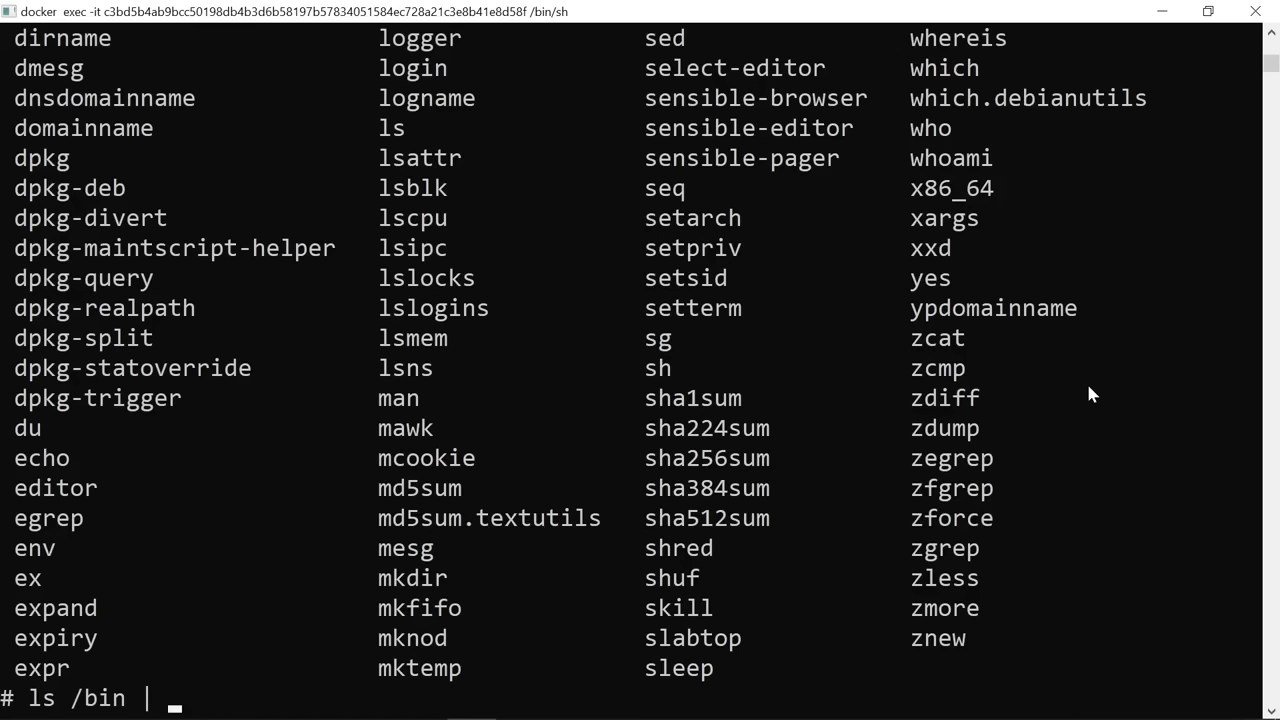 docker exec -it c3bd5b4ab9bcc50198db4b3d6b58197b57834051584ec728a21c3e8b41e8d58f /bin/sh
dirname logger sed whereis
dmesg login select-editor which
dnsdomainname logname sensible-browser which.debianutils
domainname ls sensible-editor who
dpkg lsattr sensible-pager whoami
dpkg-deb lsblk seq x86_64
dpkg-divert lscpu setarch xargs
dpkg-maintscript-helper lsipc setpriv xxd
dpkg-query lslocks setsid yes
dpkg-realpath lslogins setterm ypdomainname
dpkg-split lsmem sg zcat
dpkg-statoverride lsns sh zcmp
dpkg-trigger man sha1sum zdiff
du mawk sha224sum zdump
echo mcookie sha256sum zegrep
editor md5sum sha384sum zfgrep
egrep md5sum.textutils sha512sum zforce
env mesg shred zgrep
ex mkdir shuf zless
expand mkfifo skill zmore
expiry mknod slabtop znew
expr mktemp sleep
# ls /bin |